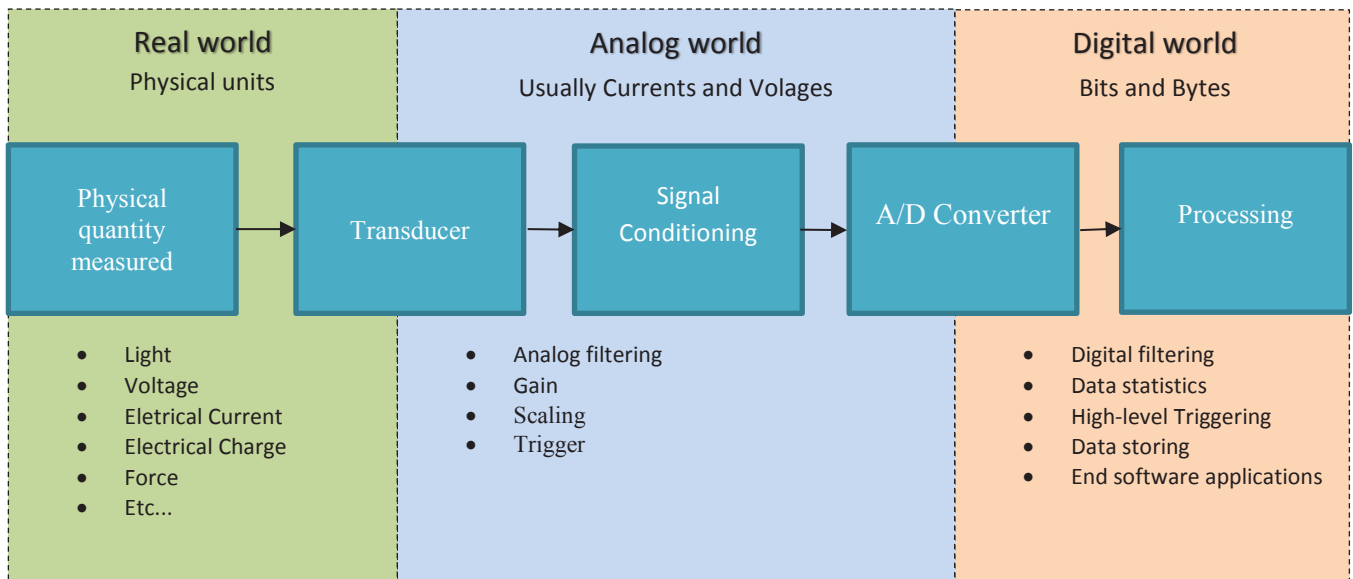 Real world
Physical units
Analog world
Usually Currents and Volages
Digital world
Bits and Bytes
Physical
quantity
measured
Transducer
Signal
Conditioning
A/D Converter
Processing
• Light
• Voltage
• Eletrical Current
• Electrical Charge
• Force
• Etc...
• Analog filtering
• Gain
• Scaling
• Trigger
• Digital filtering
• Data statistics
• High-level Triggering
• Data storing
• End software applications